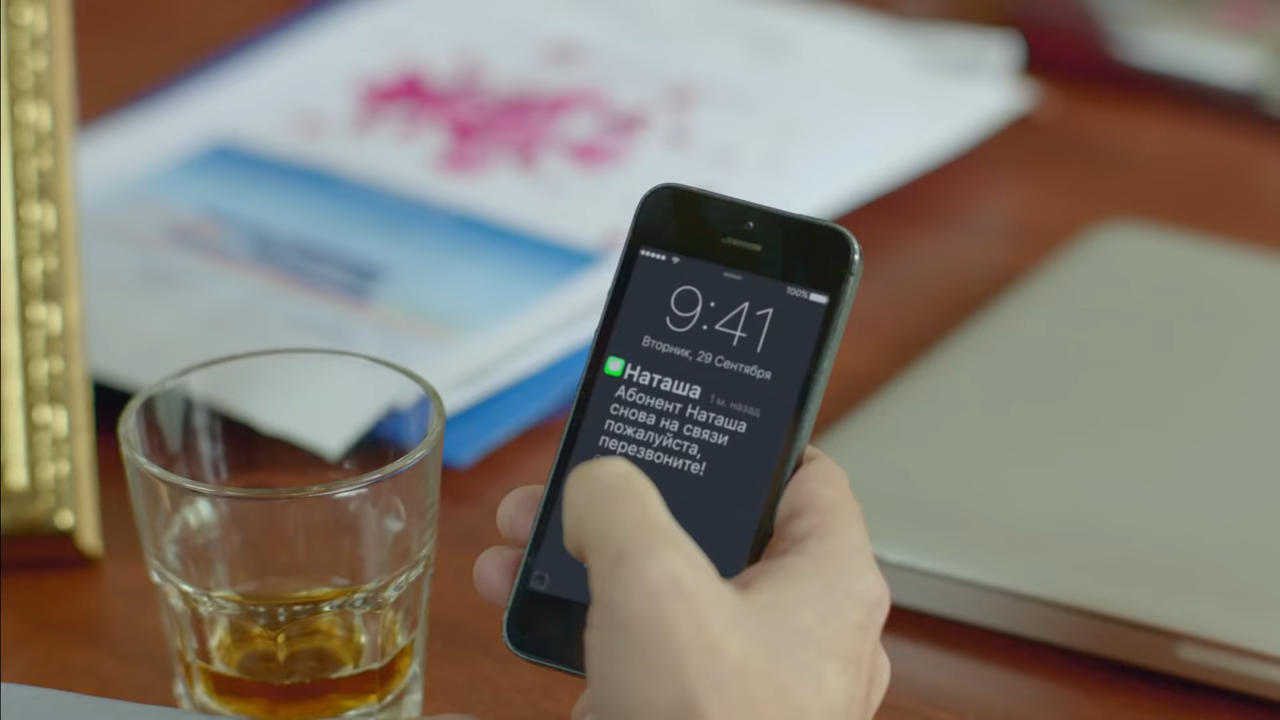 100%
9:41
Вторник, 29 Сентября
Наташа 1 м. назад
Абонент Наташа
снова на связи
пожалуйста,
перезвоните!